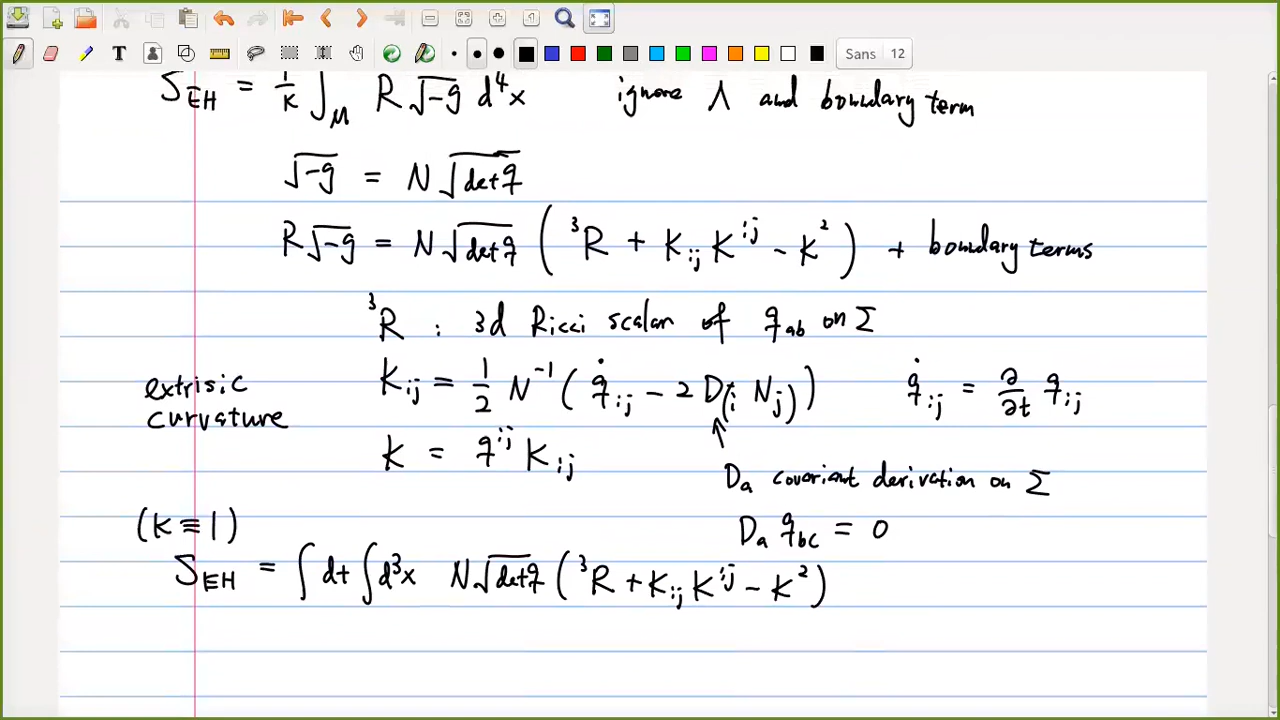 Sans 12
S_EH = 1/κ ∫_M R √-g d⁴x ignore Λ and boundary term
√-g = N √det q
R √-g = N √det q ( ³R + K_ij K^ij - K² ) + boundary terms
³R : 3d Ricci scalar of q_ab on Σ
extrisic curvature
K_ij = 1/2 N⁻¹ ( q̇_ij - 2 D_(i N_j) ) q̇_ij = ∂/∂t q_ij
K = q^ij K_ij
D_a covariant derivation on Σ
(κ ≡ 1)
D_a q_bc = 0
S_EH = ∫ dt ∫ d³x N √det q ( ³R + K_ij K^ij - K² )